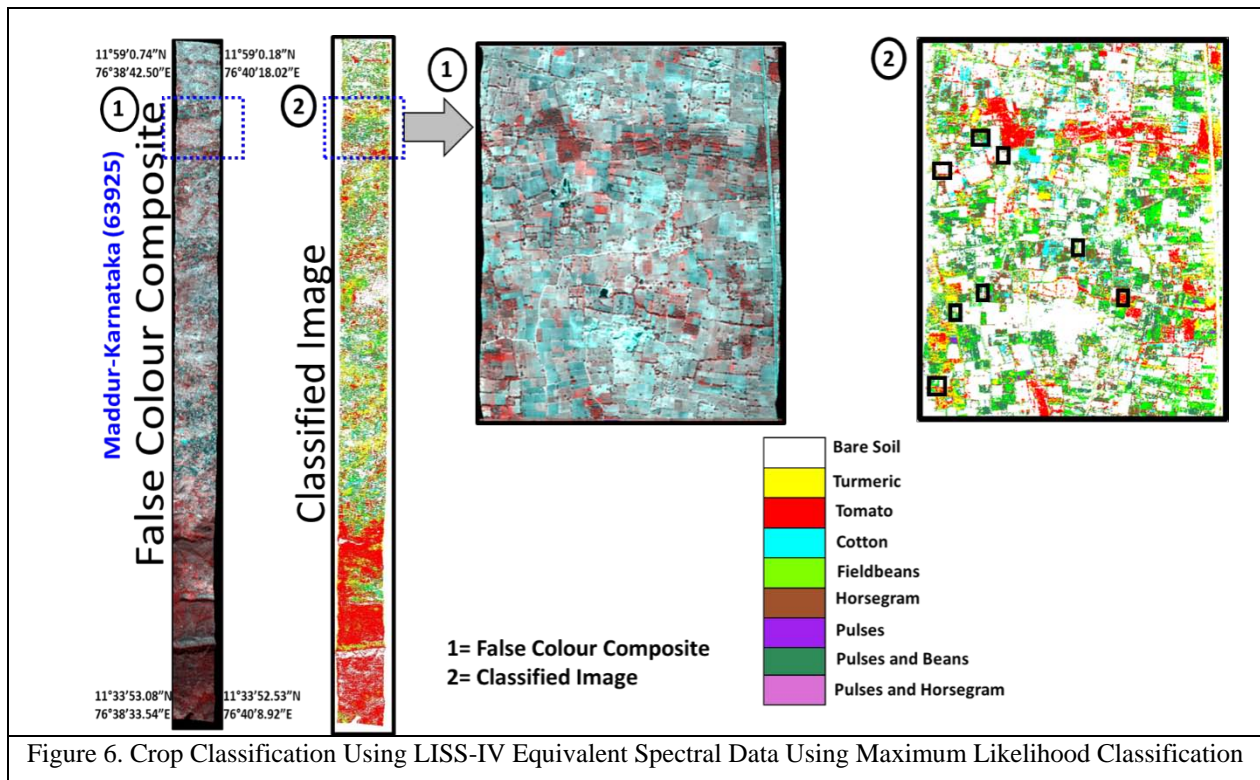 11°59’0.74”N
76°38’42.50”E
11°59’0.18”N
76°40’18.02”E
1
2
Maddur-Karnataka (63925)
False Colour Composite
Classified Image
11°33’53.08”N
76°38’33.54”E
11°33’52.53”N
76°40’8.92”E
1
2
Bare Soil
Turmeric
Tomato
Cotton
Fieldbeans
Horsegram
Pulses
Pulses and Beans
Pulses and Horsegram
1= False Colour Composite
2= Classified Image
Figure 6. Crop Classification Using LISS-IV Equivalent Spectral Data Using Maximum Likelihood Classification